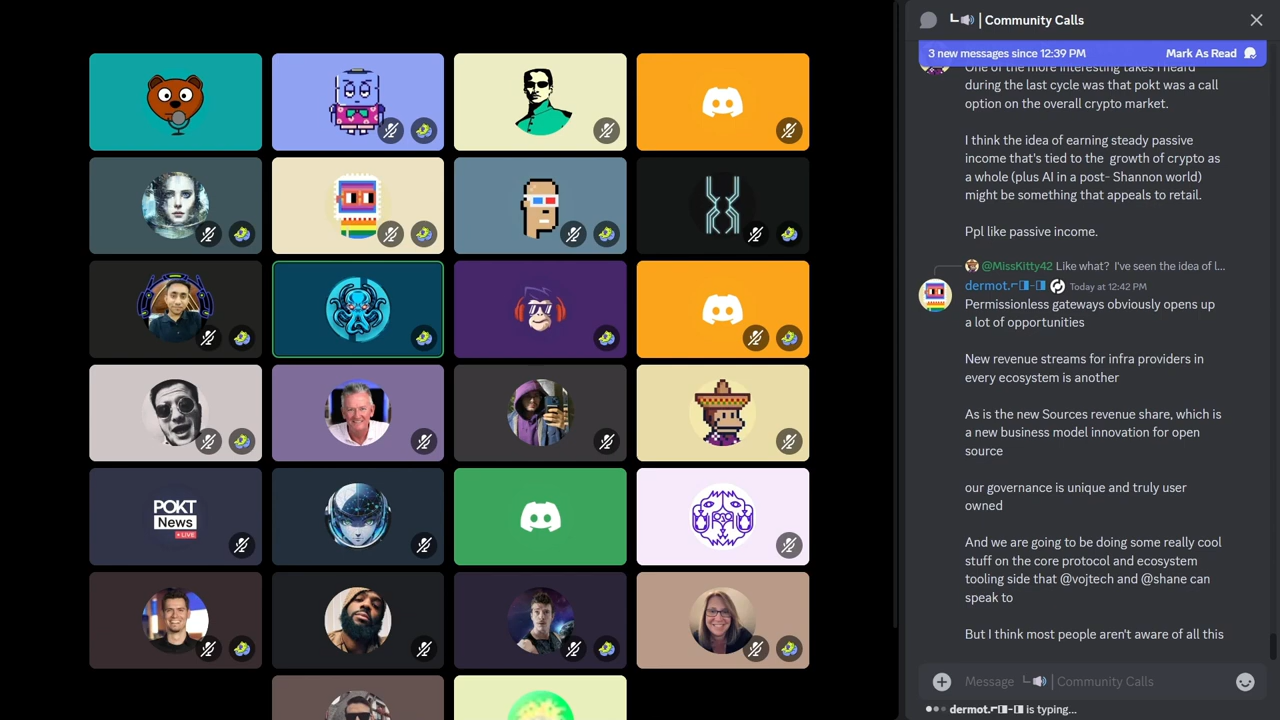 Community Calls
3 new messages since 12:39 PM
Mark As Read
One of the more interesting takes I heard
during the last cycle was that pokt was a call
option on the overall crypto market.
I think the idea of earning steady passive
income that's tied to the growth of crypto as
a whole (plus AI in a post- Shannon world)
might be something that appeals to retail.
Ppl like passive income.
@MissKitty42 Like what? I've seen the idea of l...
dermot. Today at 12:42 PM
Permissionless gateways obviously opens up
a lot of opportunities
New revenue streams for infra providers in
every ecosystem is another
As is the new Sources revenue share, which is
a new business model innovation for open
source
our governance is unique and truly user
owned
And we are going to be doing some really cool
stuff on the core protocol and ecosystem
tooling side that @vojtech and @shane can
speak to
But I think most people aren't aware of all this
Message Community Calls
dermot. is typing...
POKT
News
LIVE